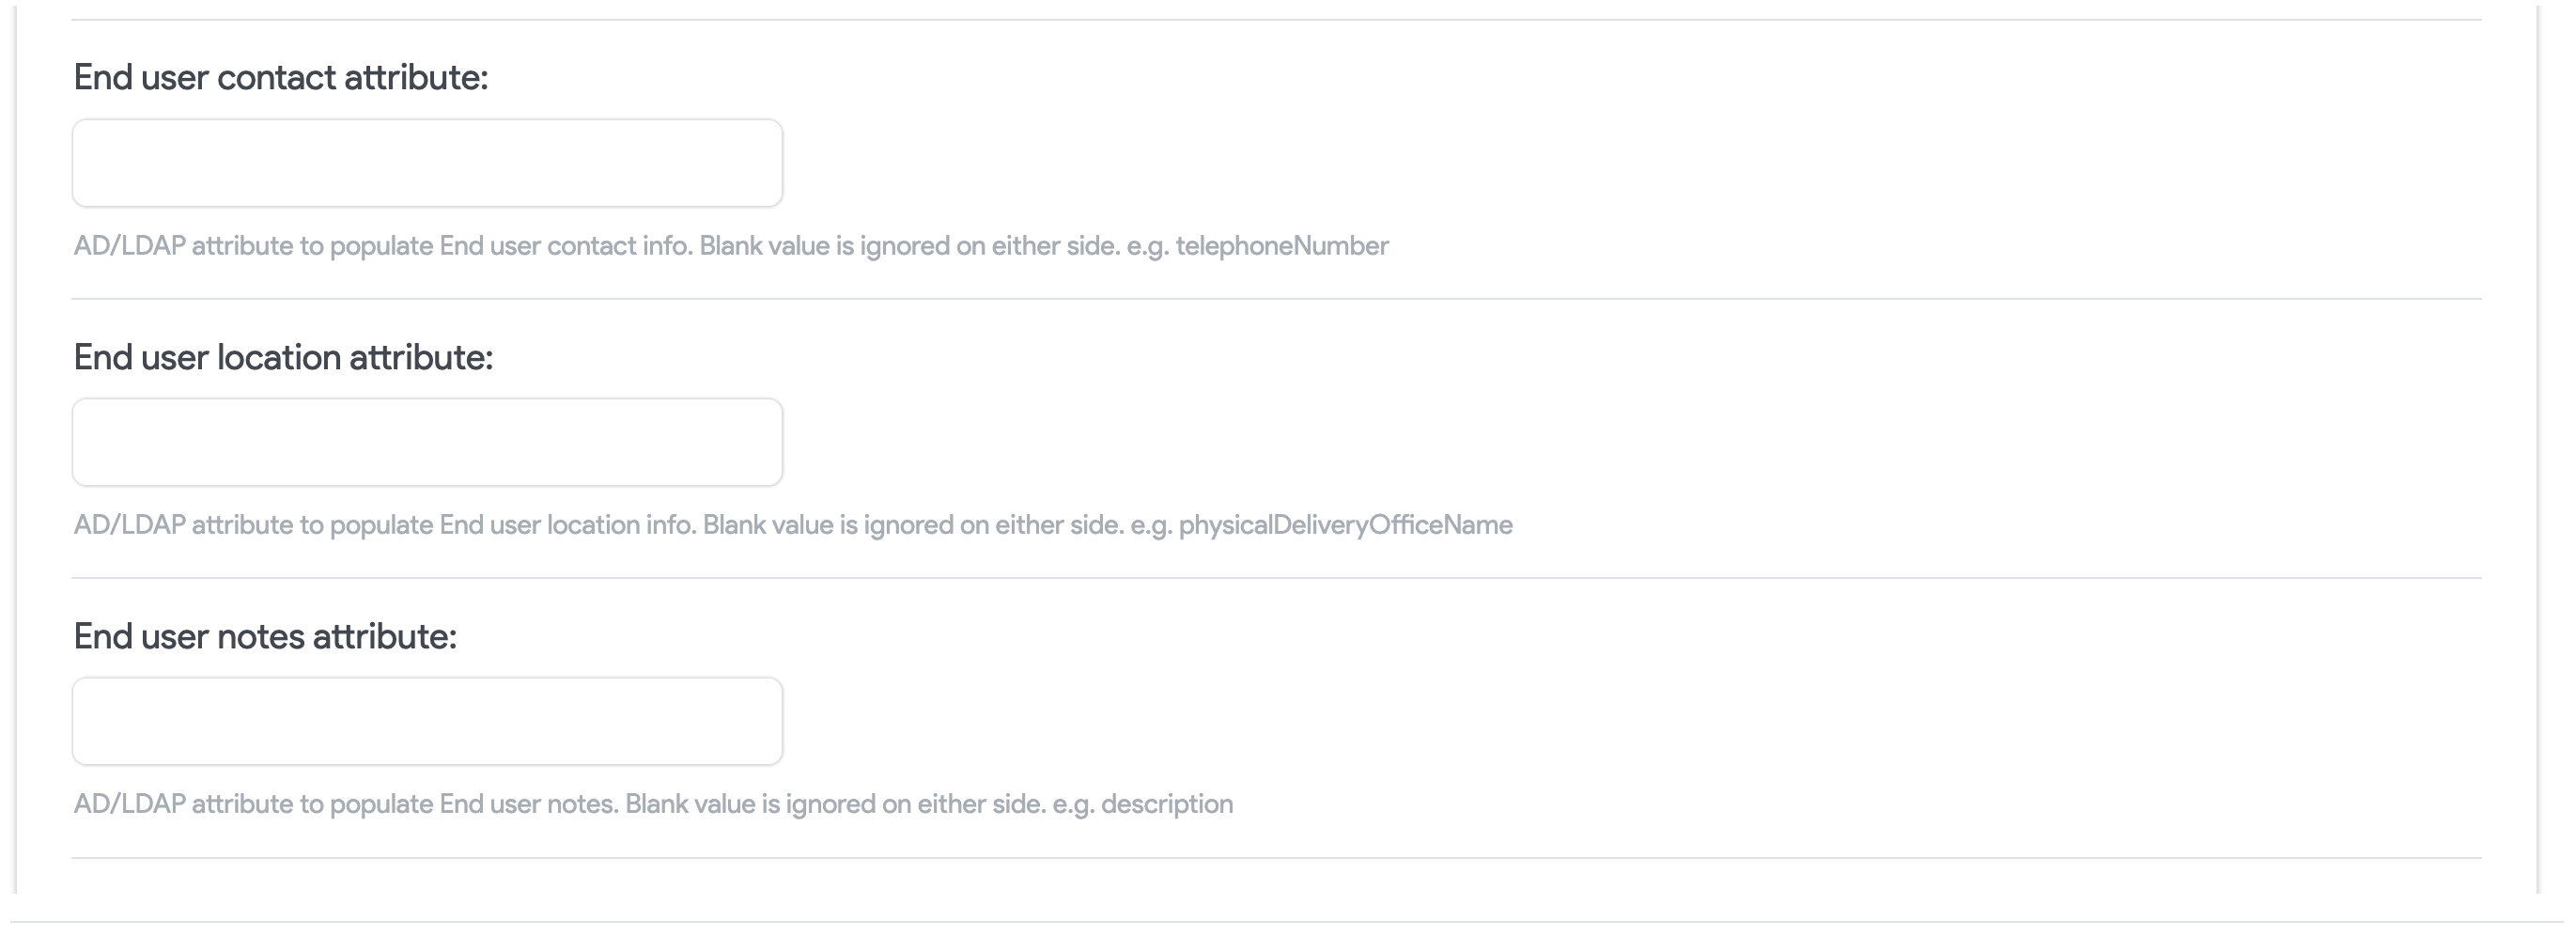 End user contact attribute:
AD/LDAP attribute to populate End user contact info. Blank value is ignored on either side. e.g. telephoneNumber
End user location attribute:
AD/LDAP attribute to populate End user location info. Blank value is ignored on either side. e.g. physicalDeliveryOfficeName
End user notes attribute:
AD/LDAP attribute to populate End user notes. Blank value is ignored on either side. e.g. description